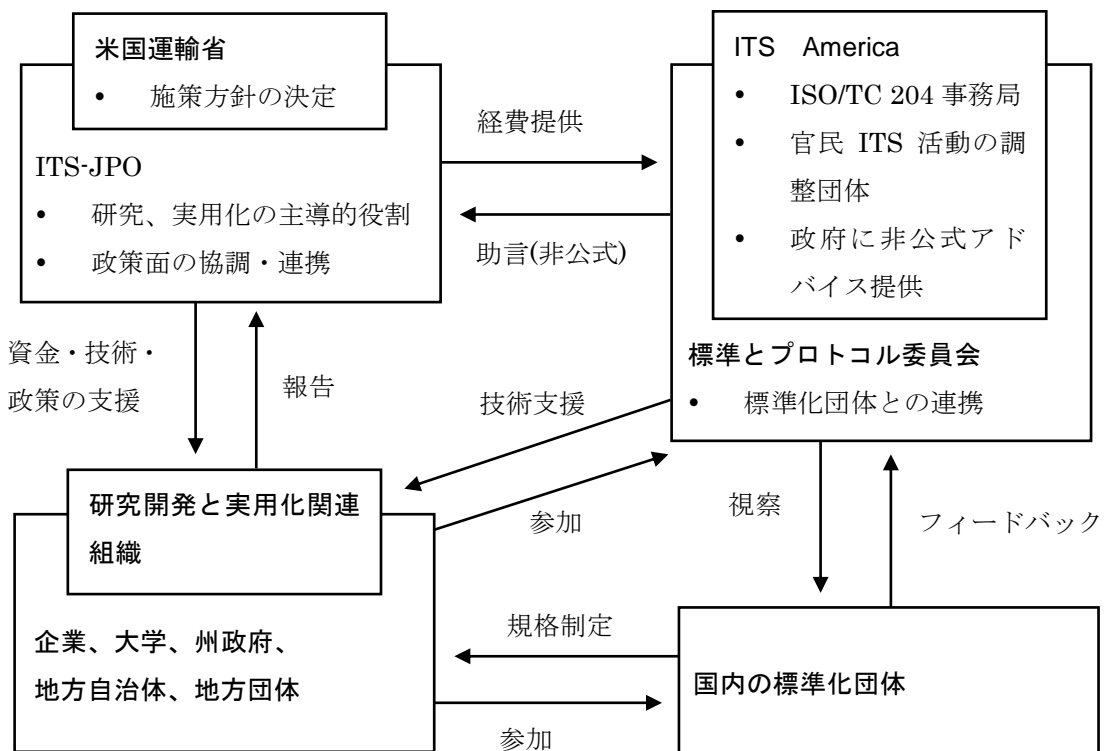 米国運輸省
• 施策方針の決定
ITS-JPO
• 研究、実用化の主導的役割
• 政策面の協調・連携
経費提供
助言(非公式)
ITS America
• ISO/TC 204 事務局
• 官民 ITS 活動の調
整団体
• 政府に非公式アド
バイス提供
標準とプロトコル委員会
• 標準化団体との連携
資金・技術・
政策の支援
報告
技術支援
参加
視察
フィードバック
研究開発と実用化関連
組織
企業、大学、州政府、
地方自治体、地方団体
規格制定
参加
国内の標準化団体